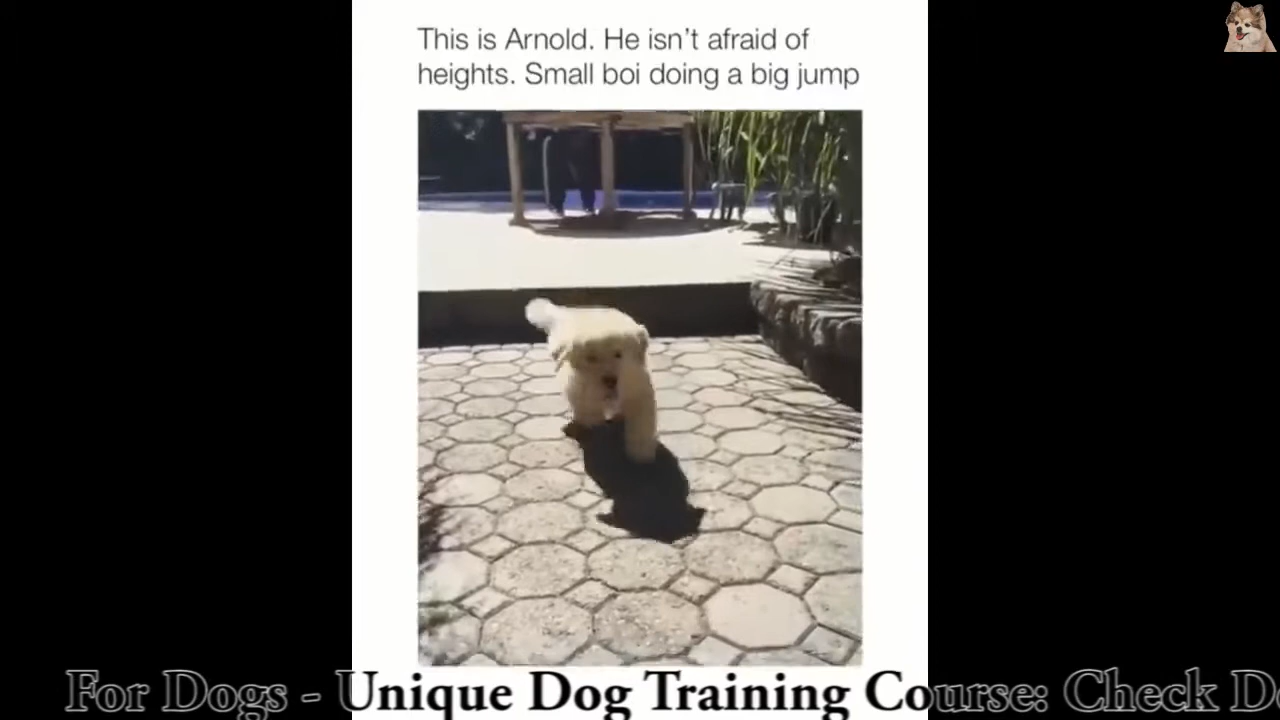 This is Arnold. He isn't afraid of
heights. Small boi doing a big jump
For Dogs - Unique Dog Training Course: Check